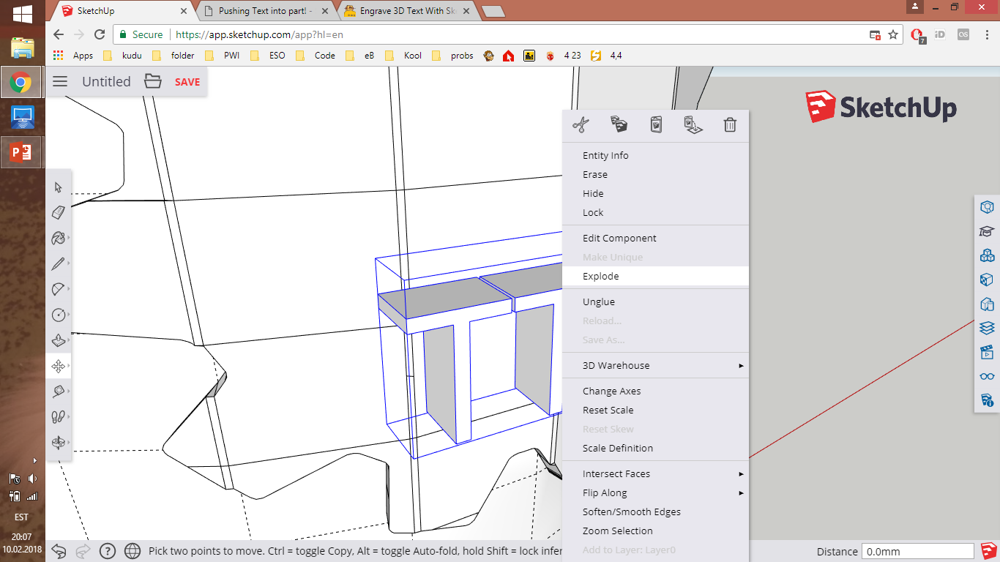 SketchUp
Pushing Text into part! -
Engrave 3D Text With Sk
Secure https://app.sketchup.com/app?hl=en
7 iD
Apps kudu folder PWI ESO Code eB Kool probs 4 23 4,4
Untitled SAVE
SketchUp
Entity Info
Erase
Hide
Lock
Edit Component
Make Unique
Explode
Unglue
Reload...
Save As...
3D Warehouse
Change Axes
Reset Scale
Reset Skew
Scale Definition
Intersect Faces
Flip Along
Soften/Smooth Edges
Zoom Selection
Add to Layer: Layer0
EST
20:07
10.02.2018
Pick two points to move. Ctrl = toggle Copy, Alt = toggle Auto-fold, hold Shift = lock infer
Distance 0.0mm